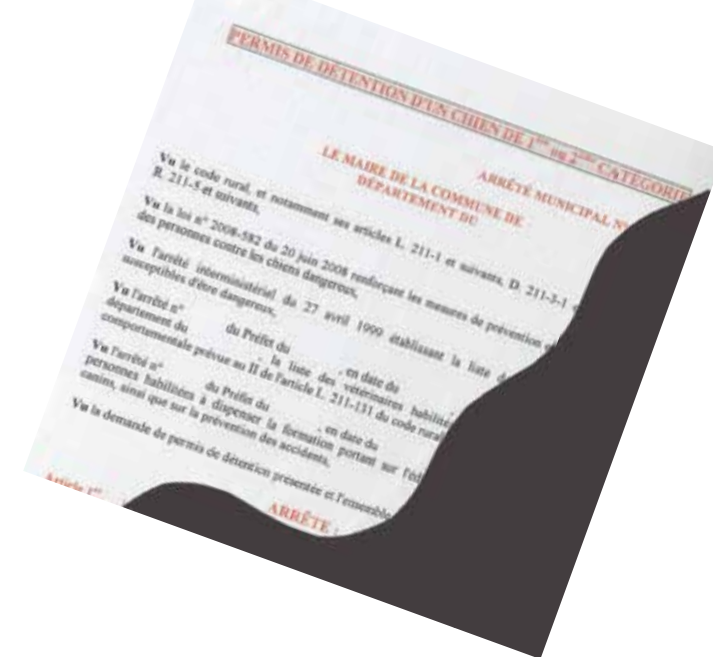 PERMIS DE DÉTENTION D'UN CHIEN DE 1ère ou 2ème CATÉGORIE
ARRÊTÉ MUNICIPAL N°
LE MAIRE DE LA COMMUNE DE
DÉPARTEMENT DU
Vu le code rural, et notamment ses articles L. 211-1 et suivants, D. 211-3-1
R. 211-5 et suivants,
Vu la loi n° 2008-582 du 20 juin 2008 renforçant les mesures de prévention et
des personnes contre les chiens dangereux,
Vu l'arrêté interministériel du 27 avril 1999 établissant la liste
susceptibles d'être dangereux,
Vu l'arrêté n° du Préfet du , en date du
département du , la liste des vétérinaires habilité
comportementale prévue au II de l'article L. 211-131 du code rural
Vu l'arrêté n° du Préfet du , en date du
personnes habilitées à dispenser la formation portant sur
canins, ainsi que sur la prévention des accidents,
Vu la demande de permis de détention présentée et l'ensemble
ARRÊTE :
Article 1er